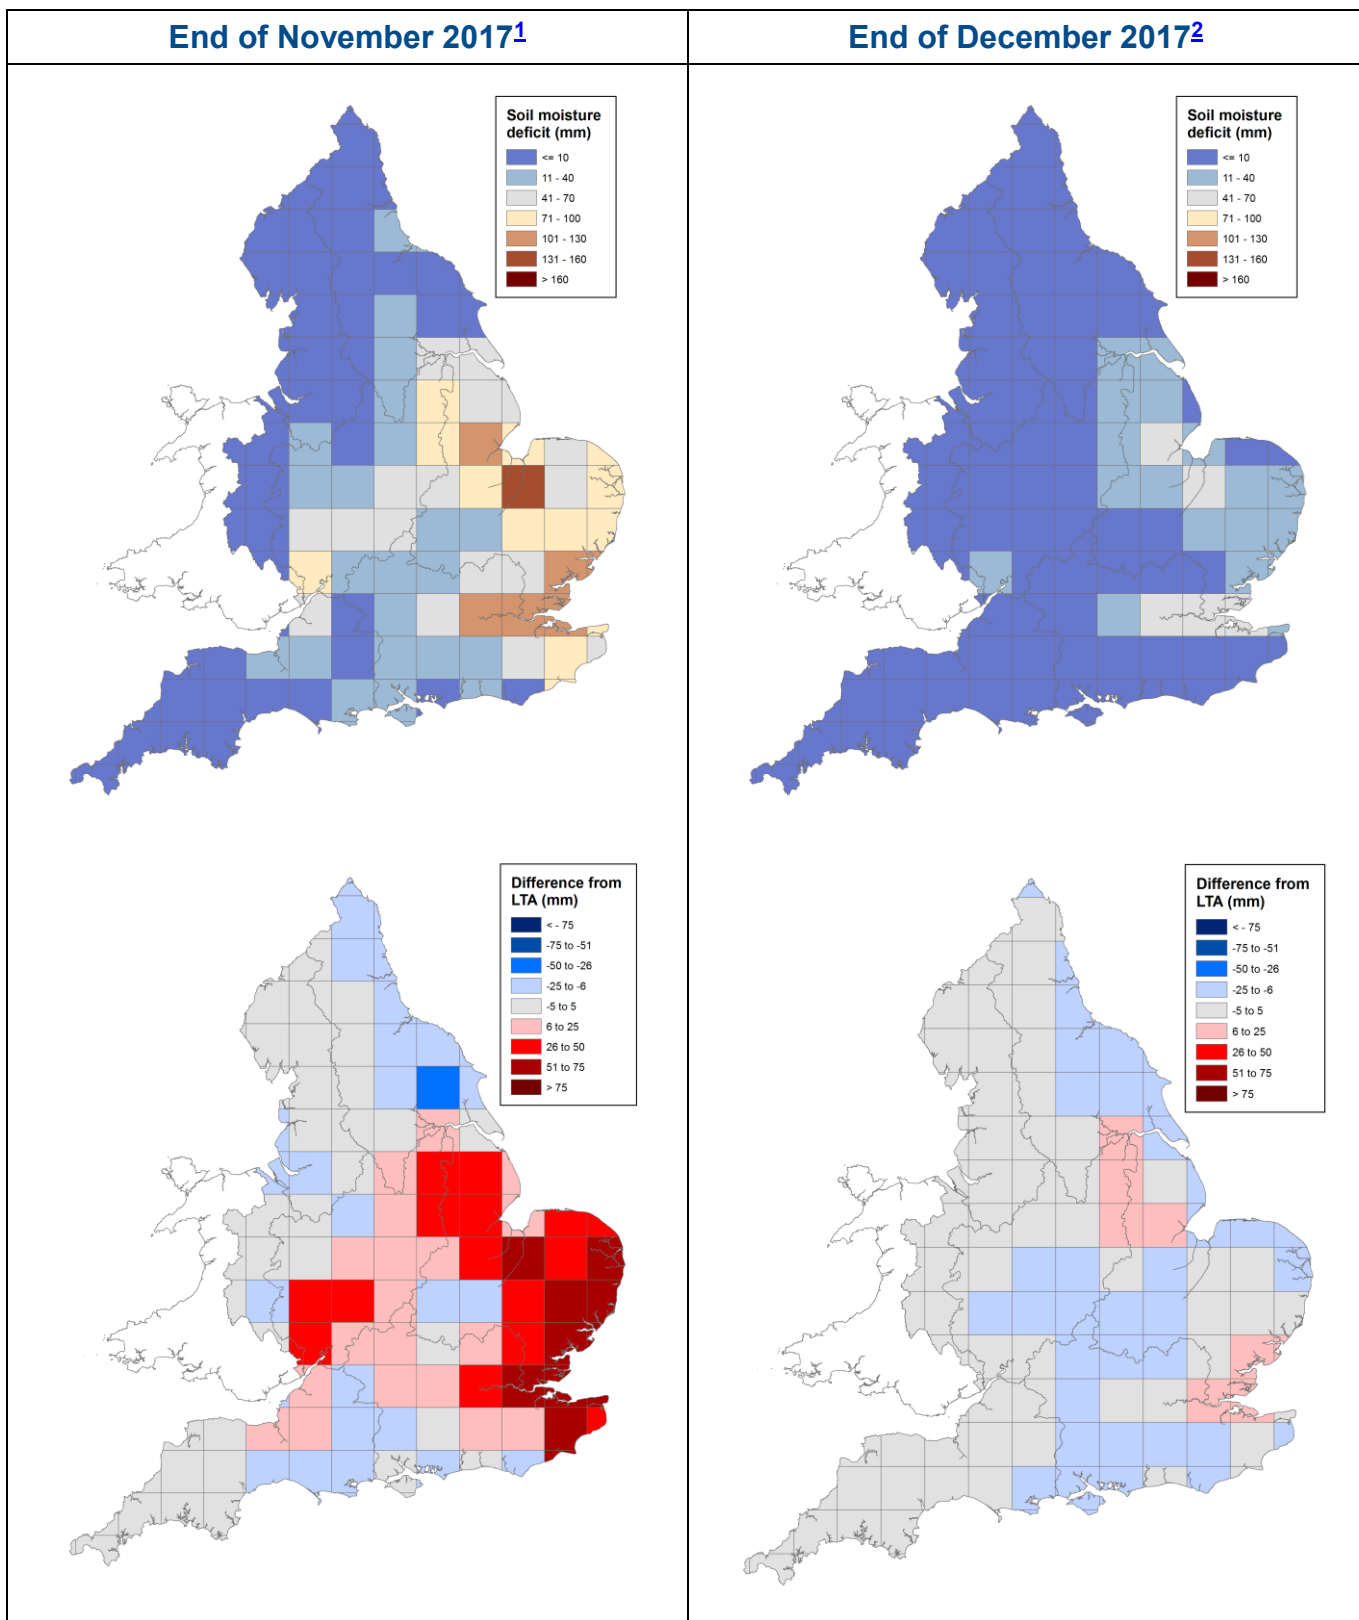 End of November 2017¹
End of December 2017²
Soil moisture
deficit (mm)
<= 10
11 - 40
41 - 70
71 - 100
101 - 130
131 - 160
> 160
Soil moisture
deficit (mm)
<= 10
11 - 40
41 - 70
71 - 100
101 - 130
131 - 160
> 160
Difference from
LTA (mm)
< - 75
-75 to -51
-50 to -26
-25 to -6
-5 to 5
6 to 25
26 to 50
51 to 75
> 75
Difference from
LTA (mm)
< - 75
-75 to -51
-50 to -26
-25 to -6
-5 to 5
6 to 25
26 to 50
51 to 75
> 75